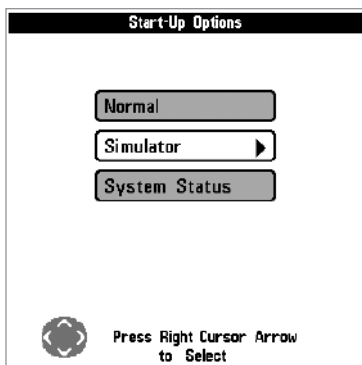 Start-Up Options
Normal
Simulator
System Status
Press Right Cursor Arrow
to Select